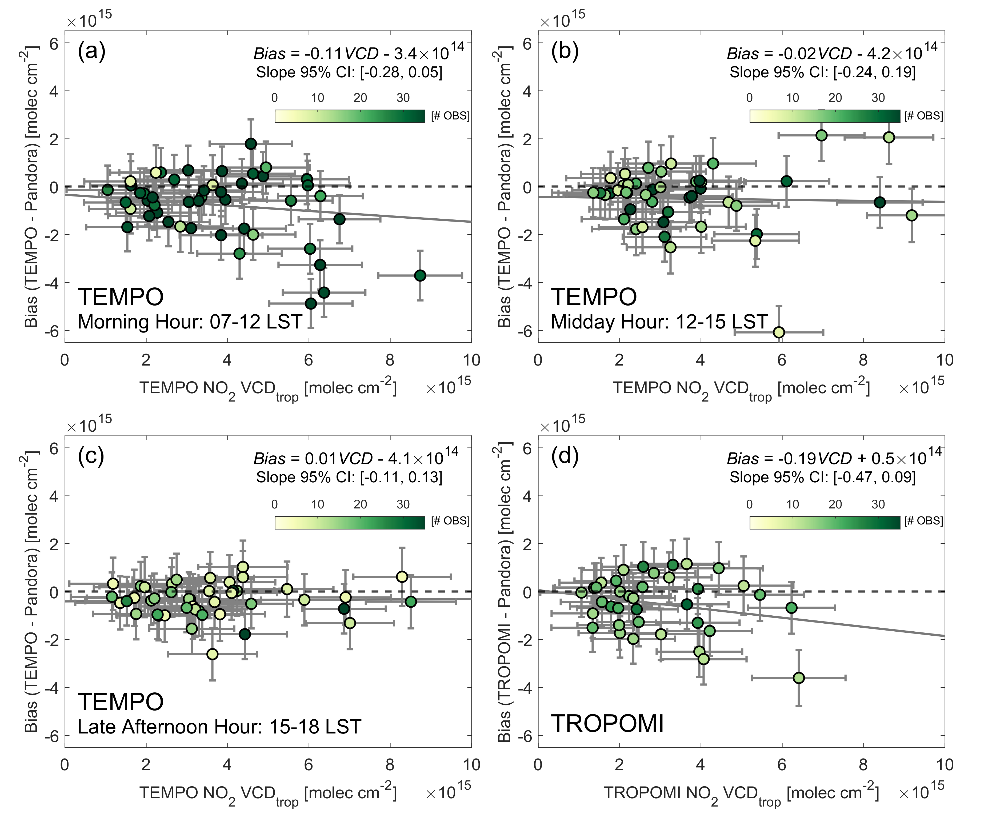 ×10^15
(a)
Bias = -0.11VCD - 3.4×10^14
Slope 95% CI: [-0.28, 0.05]
0 10 20 30
[# OBS]
6
4
2
0
-2
-4
-6
Bias (TEMPO - Pandora) [molec cm^-2]
TEMPO
Morning Hour: 07-12 LST
0 2 4 6 8 10
TEMPO NO_2 VCD_trop [molec cm^-2] ×10^15
×10^15
(b)
Bias = -0.02VCD - 4.2×10^14
Slope 95% CI: [-0.24, 0.19]
0 10 20 30
[# OBS]
6
4
2
0
-2
-4
-6
Bias (TEMPO - Pandora) [molec cm^-2]
TEMPO
Midday Hour: 12-15 LST
0 2 4 6 8 10
TEMPO NO_2 VCD_trop [molec cm^-2] ×10^15
×10^15
(c)
Bias = 0.01VCD - 4.1×10^14
Slope 95% CI: [-0.11, 0.13]
0 10 20 30
[# OBS]
6
4
2
0
-2
-4
-6
Bias (TEMPO - Pandora) [molec cm^-2]
TEMPO
Late Afternoon Hour: 15-18 LST
0 2 4 6 8 10
TEMPO NO_2 VCD_trop [molec cm^-2] ×10^15
×10^15
(d)
Bias = -0.19VCD + 0.5×10^14
Slope 95% CI: [-0.47, 0.09]
0 10 20 30
[# OBS]
6
4
2
0
-2
-4
-6
Bias (TROPOMI - Pandora) [molec cm^-2]
TROPOMI
0 2 4 6 8 10
TROPOMI NO_2 VCD_trop [molec cm^-2] ×10^15